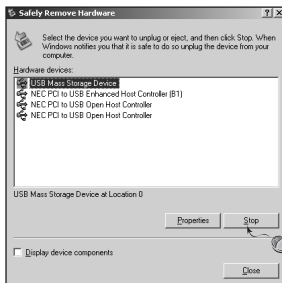 Safely Remove Hardware
Select the device you want to unplug or eject, and then click Stop. When
Windows notifies you that it is safe to do so unplug the device from your
computer.
Hardware devices:
USB Mass Storage Device
NEC PCI to USB Enhanced Host Controller (B1)
NEC PCI to USB Open Host Controller
NEC PCI to USB Open Host Controller
USB Mass Storage Device at Location 0
Properties
Stop
Display device components
Close